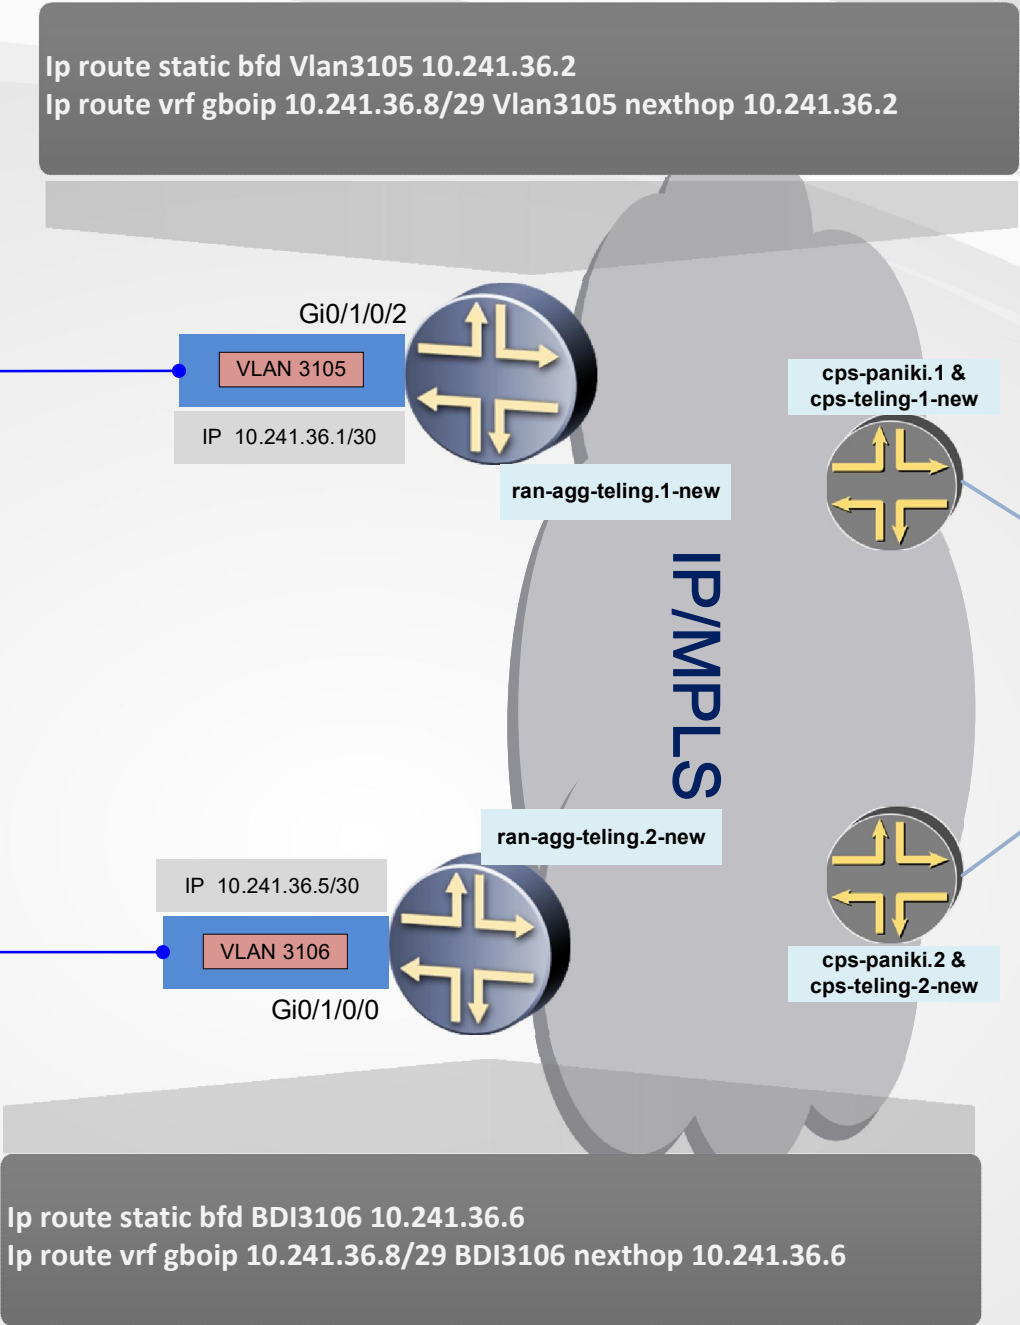 Ip route static bfd Vlan3105 10.241.36.2
Ip route vrf gboip 10.241.36.8/29 Vlan3105 nexthop 10.241.36.2
Gi0/1/0/2
VLAN 3105
IP 10.241.36.1/30
ran-agg-teling.1-new
cps-paniki.1 &
cps-teling-1-new
IP/MPLS
ran-agg-teling.2-new
IP 10.241.36.5/30
VLAN 3106
Gi0/1/0/0
cps-paniki.2 &
cps-teling-2-new
Ip route static bfd BDI3106 10.241.36.6
Ip route vrf gboip 10.241.36.8/29 BDI3106 nexthop 10.241.36.6